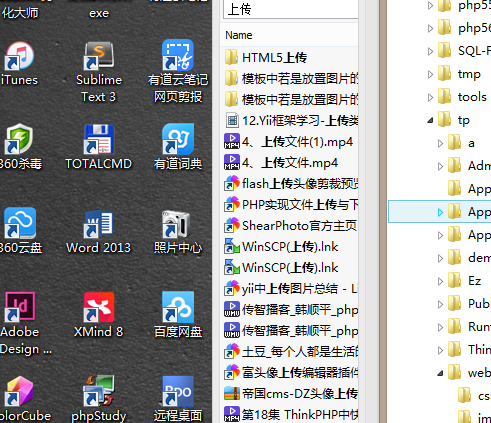 化大师
exe
iTunes
Sublime
Text 3
有道云笔记
网页剪报
360杀毒
TOTALCMD
有道词典
360云盘
Word 2013
照片中心
Adobe
Design ...
XMind 8
百度网盘
olorCube
phpStudy
远程桌面
上传
Name
HTML5上传
模板中若是放置图片的
模板中若是放置图片的
12.Yii框架学习-上传类
4、上传文件(1).mp4
4、上传文件.mp4
flash上传头像剪裁预览
PHP实现文件上传与下
ShearPhoto官方主页
WinSCP(上传).lnk
WinSCP(上传).lnk
yii中上传图片总结 - L
传智播客_韩顺平_php
传智播客_韩顺平_php
土豆_每个人都是生活的
富头像上传编辑器插件
帝国cms-DZ头像上传
第18集 ThinkPHP中快
php55
php56
SQL-F
tmp
tools
tp
a
Adm
App
App
App
dem
Ez
Pub
Runt
Thin
web
css
im